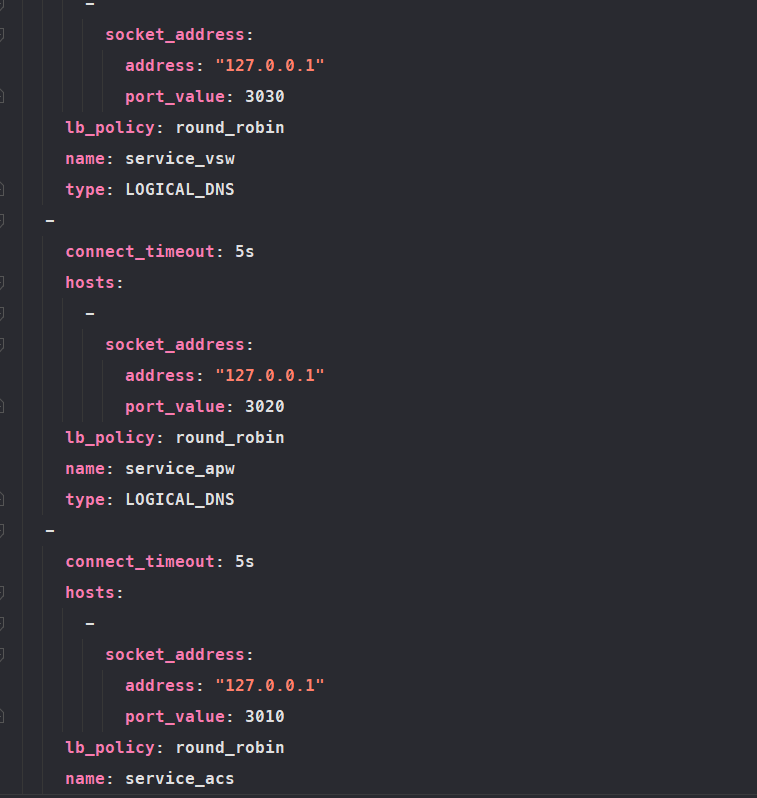 -
socket_address:
address: "127.0.0.1"
port_value: 3030
lb_policy: round_robin
name: service_vsw
type: LOGICAL_DNS
-
connect_timeout: 5s
hosts:
-
socket_address:
address: "127.0.0.1"
port_value: 3020
lb_policy: round_robin
name: service_apw
type: LOGICAL_DNS
-
connect_timeout: 5s
hosts:
-
socket_address:
address: "127.0.0.1"
port_value: 3010
lb_policy: round_robin
name: service_acs